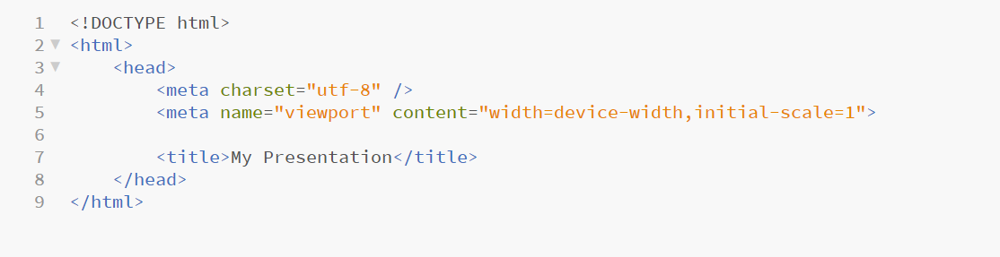 1 <!DOCTYPE html>
2 <html>
3 <head>
4 <meta charset="utf-8" />
5 <meta name="viewport" content="width=device-width,initial-scale=1">
6
7 <title>My Presentation</title>
8 </head>
9 </html>